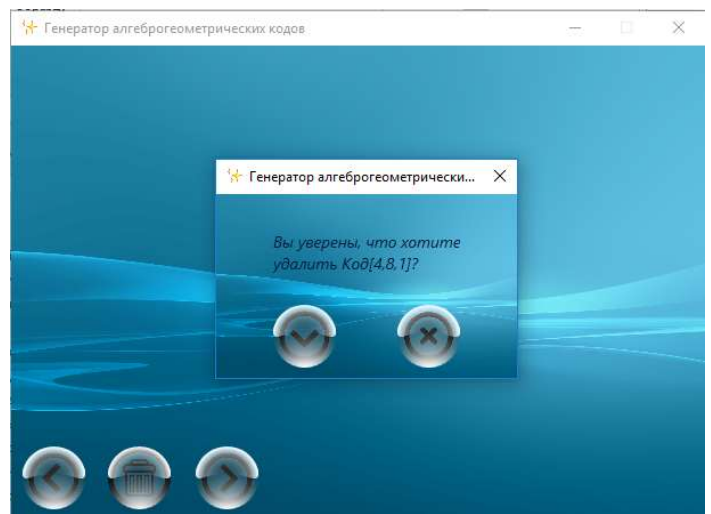 Генератор алгеброгеометрических кодов
Генератор алгеброгеометрически...
Вы уверены, что хотите
удалить Код[4,8,1]?